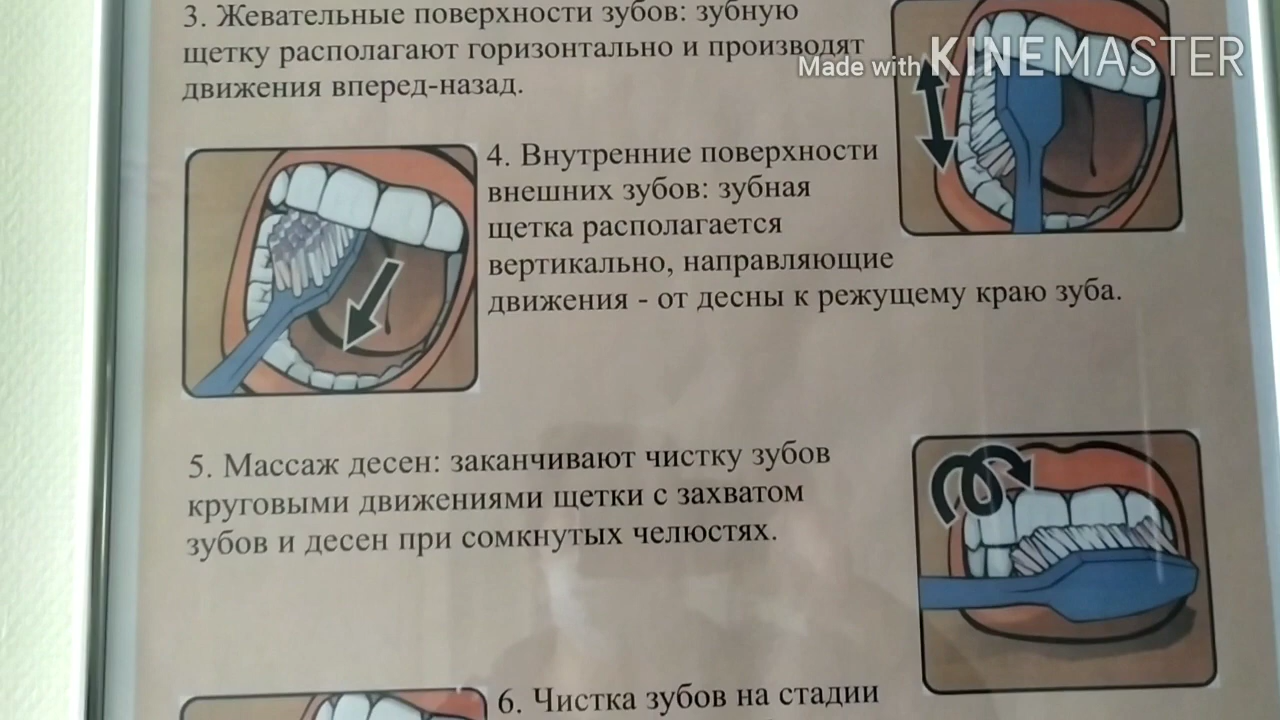 3. Жевательные поверхности зубов: зубную
щетку располагают горизонтально и производят
движения вперед-назад.
Made with KINEMASTER
4. Внутренние поверхности
внешних зубов: зубная
щетка располагается
вертикально, направляющие
движения - от десны к режущему краю зуба.
5. Массаж десен: заканчивают чистку зубов
круговыми движениями щетки с захватом
зубов и десен при сомкнутых челюстях.
6. Чистка зубов на стадии